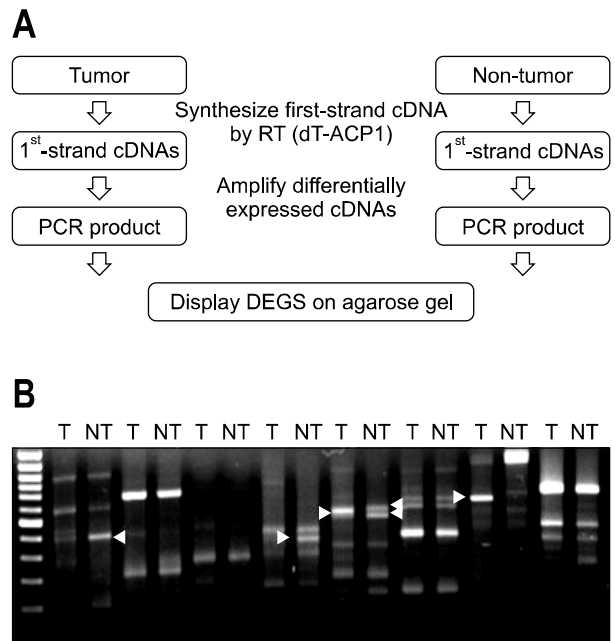 A
Tumor
Non-tumor
Synthesize first-strand cDNA
by RT (dT-ACP1)
1st-strand cDNAs
1st-strand cDNAs
Amplify differentially
expressed cDNAs
PCR product
PCR product
Display DEGS on agarose gel
B
T NT T NT T NT T NT T NT T NT T NT T NT